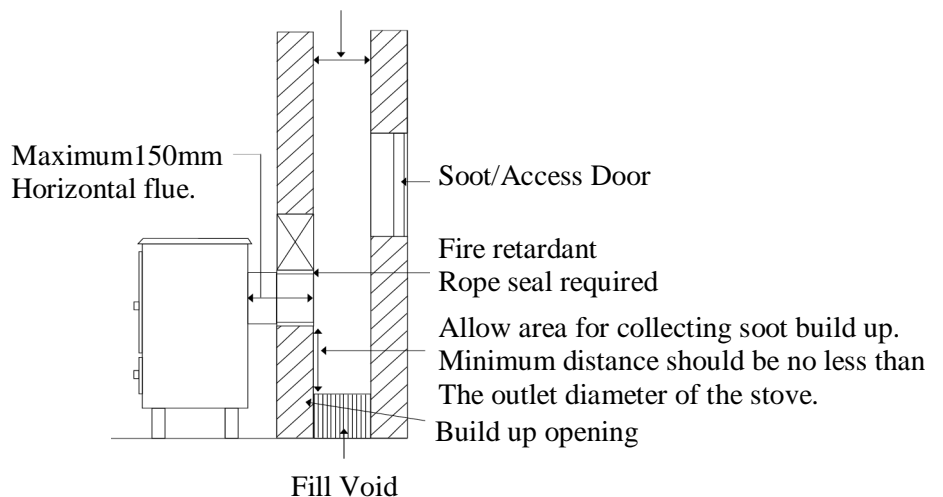 Maximum150mm
Horizontal flue.
Soot/Access Door
Fire retardant
Rope seal required
Allow area for collecting soot build up.
Minimum distance should be no less than
The outlet diameter of the stove.
Build up opening
Fill Void